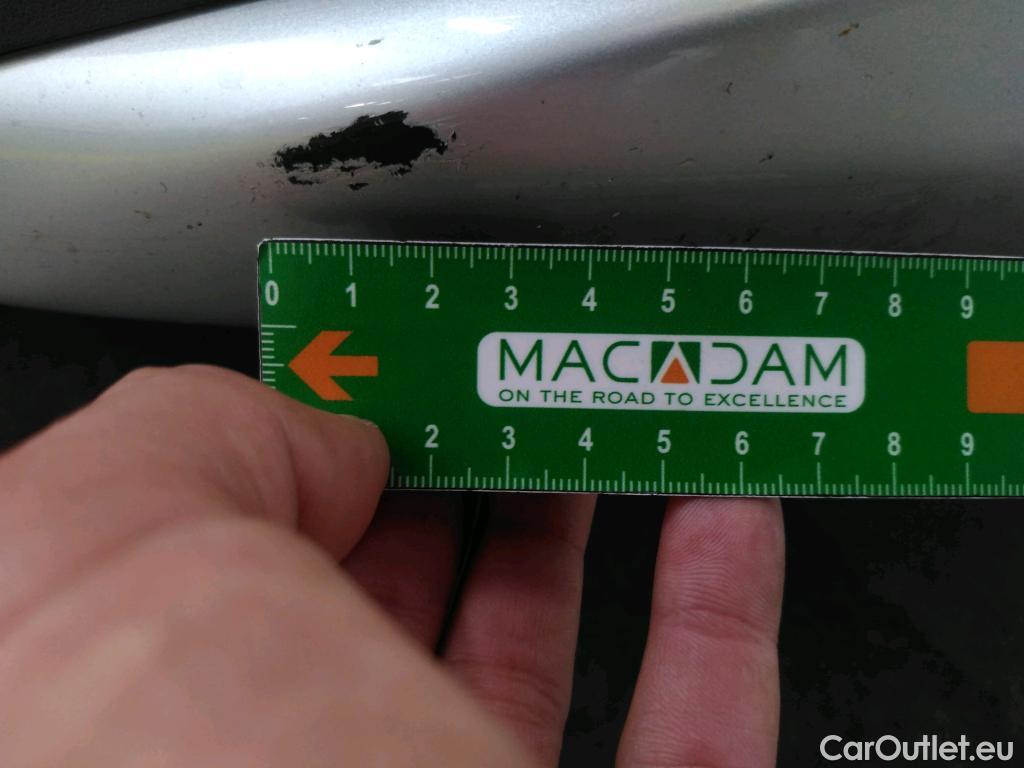 0 1 2 3 4 5 6 7 8 9
MACADAM
ON THE ROAD TO EXCELLENCE
2 3 4 5 6 7 8 9
CarOutlet.eu